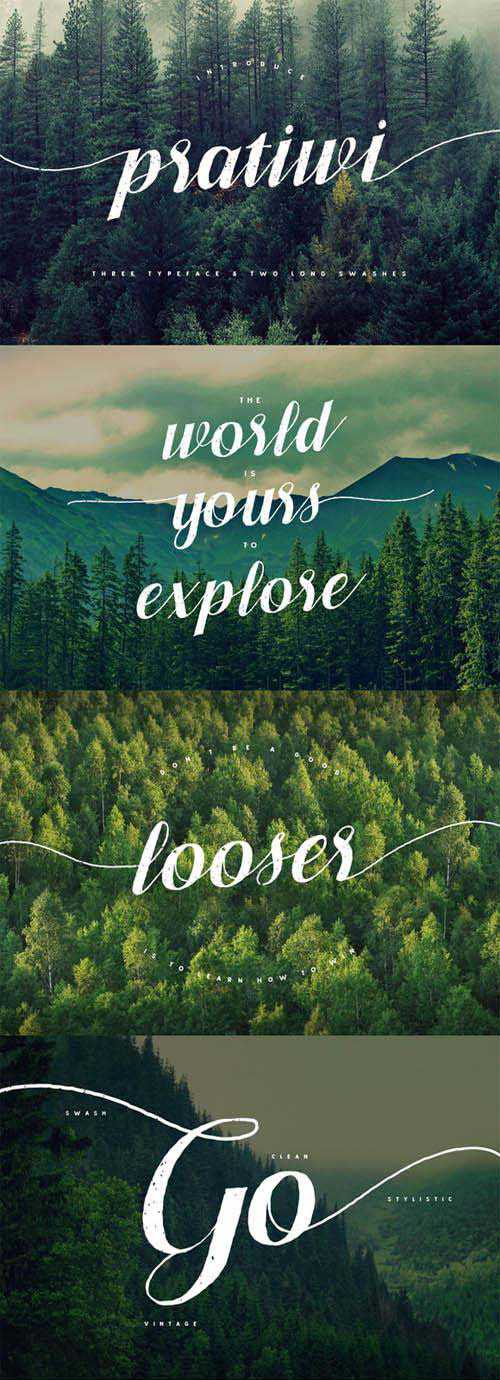 INTRODUCE
pratiwi
THREE TYPEFACE & TWO LONG SWASHES
THE
world
IS
yours
TO
explore
DON'T BE A GOOD
looser
IS TO LEARN HOW TO WIN
SWASH
CLEAN
Go
STYLISTIC
VINTAGE